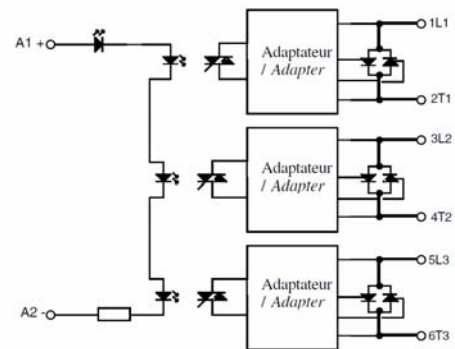 A1 +
Adaptateur
/ Adapter
1L1
2T1
Adaptateur
/ Adapter
3L2
4T2
A2 -
Adaptateur
/ Adapter
5L3
6T3